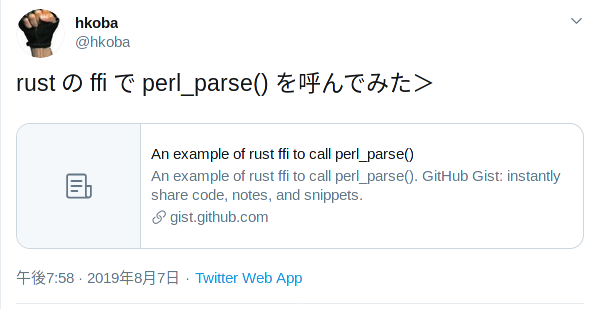 hkoba
@hkoba
rust の ffi で perl_parse() を呼んでみた＞
An example of rust ffi to call perl_parse()
An example of rust ffi to call perl_parse(). GitHub Gist: instantly
share code, notes, and snippets.
gist.github.com
午後7:58 · 2019年8月7日 · Twitter Web App